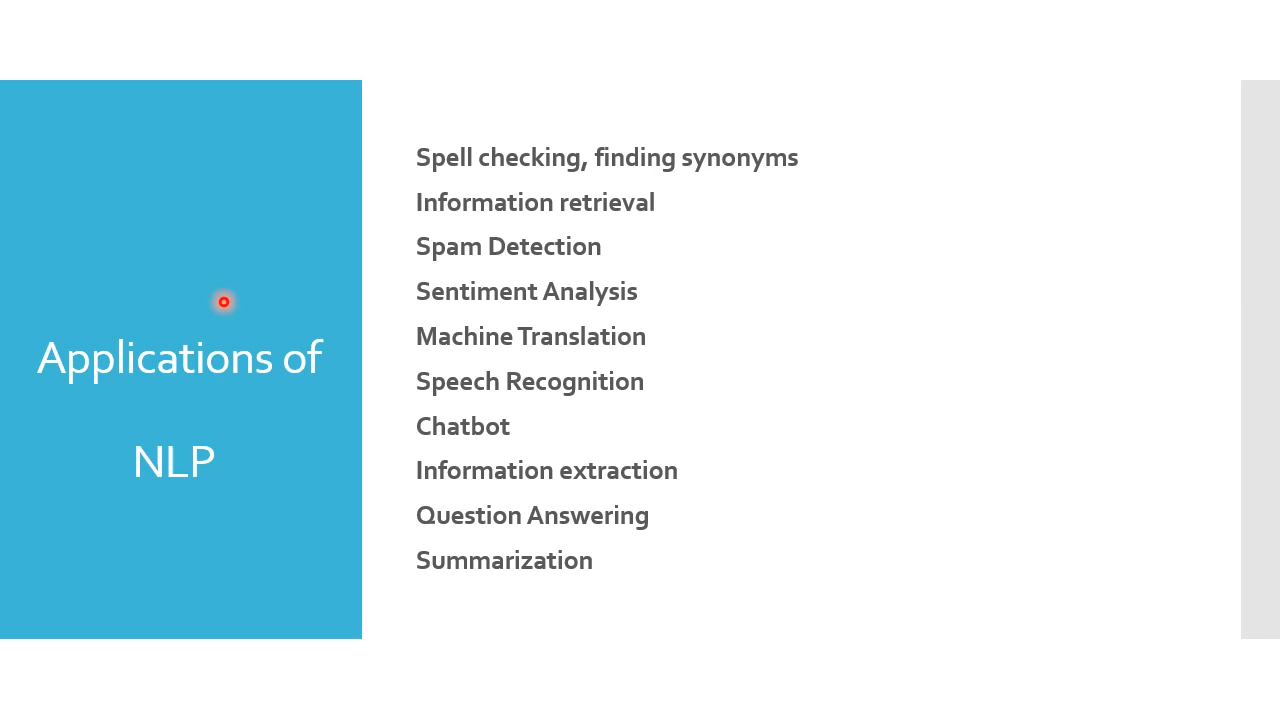 Applications of
NLP
Spell checking, finding synonyms
Information retrieval
Spam Detection
Sentiment Analysis
Machine Translation
Speech Recognition
Chatbot
Information extraction
Question Answering
Summarization